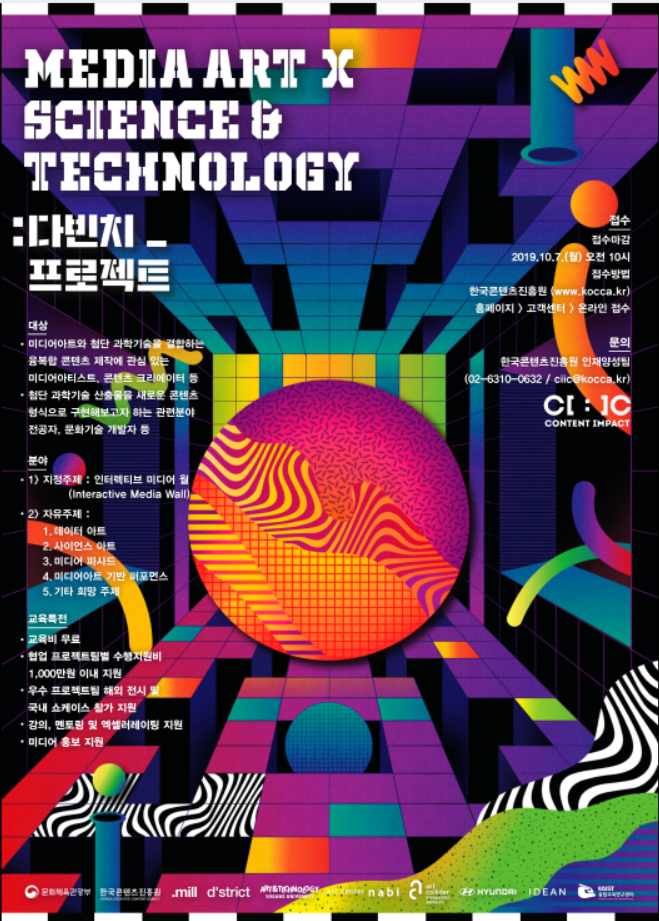 MEDIA ART X
SCIENCE &
TECHNOLOGY
:다빈치_
프로젝트
대상
• 미디어아트와 첨단 과학기술을 결합하는
융복합 콘텐츠 제작에 관심 있는
미디어아티스트, 콘텐츠 크리에이터 등
• 첨단 과학기술 산출물을 새로운 콘텐츠
형식으로 구현해보고자 하는 관련분야
전공자, 문화기술 개발자 등
분야
• 1) 지정주제 : 인터렉티브 미디어 월
(Interactive Media Wall)
• 2) 자유주제 :
1. 데이터 아트
2. 사이언스 아트
3. 미디어 파사드
4. 미디어아트 기반 퍼포먼스
5. 기타 희망 주제
교육특전
• 교육비 무료
• 협업 프로젝트팀별 수행지원비
1,000만원 이내 지원
• 우수 프로젝트팀 해외 전시 및
국내 쇼케이스 참가 지원
• 강의, 멘토링 및 엑셀러레이팅 지원
• 미디어 홍보 지원
접수
접수마감
2019.10.7.(월) 오전 10시
접수방법
한국콘텐츠진흥원 (www.kocca.kr)
홈페이지 > 고객센터 > 온라인 접수
문의
한국콘텐츠진흥원 인재양성팀
(02-6310-0632 / ciic@kocca.kr)
CI:IC
CONTENT IMPACT
문화체육관광부 한국콘텐츠진흥원 .mill d'strict ART&TECHNOLOGY art center nabi art collider HYUNDAI IDEAN KAIST
KOREA CREATIVE CONTENT AGENCY SOGANG UNIVERSITY